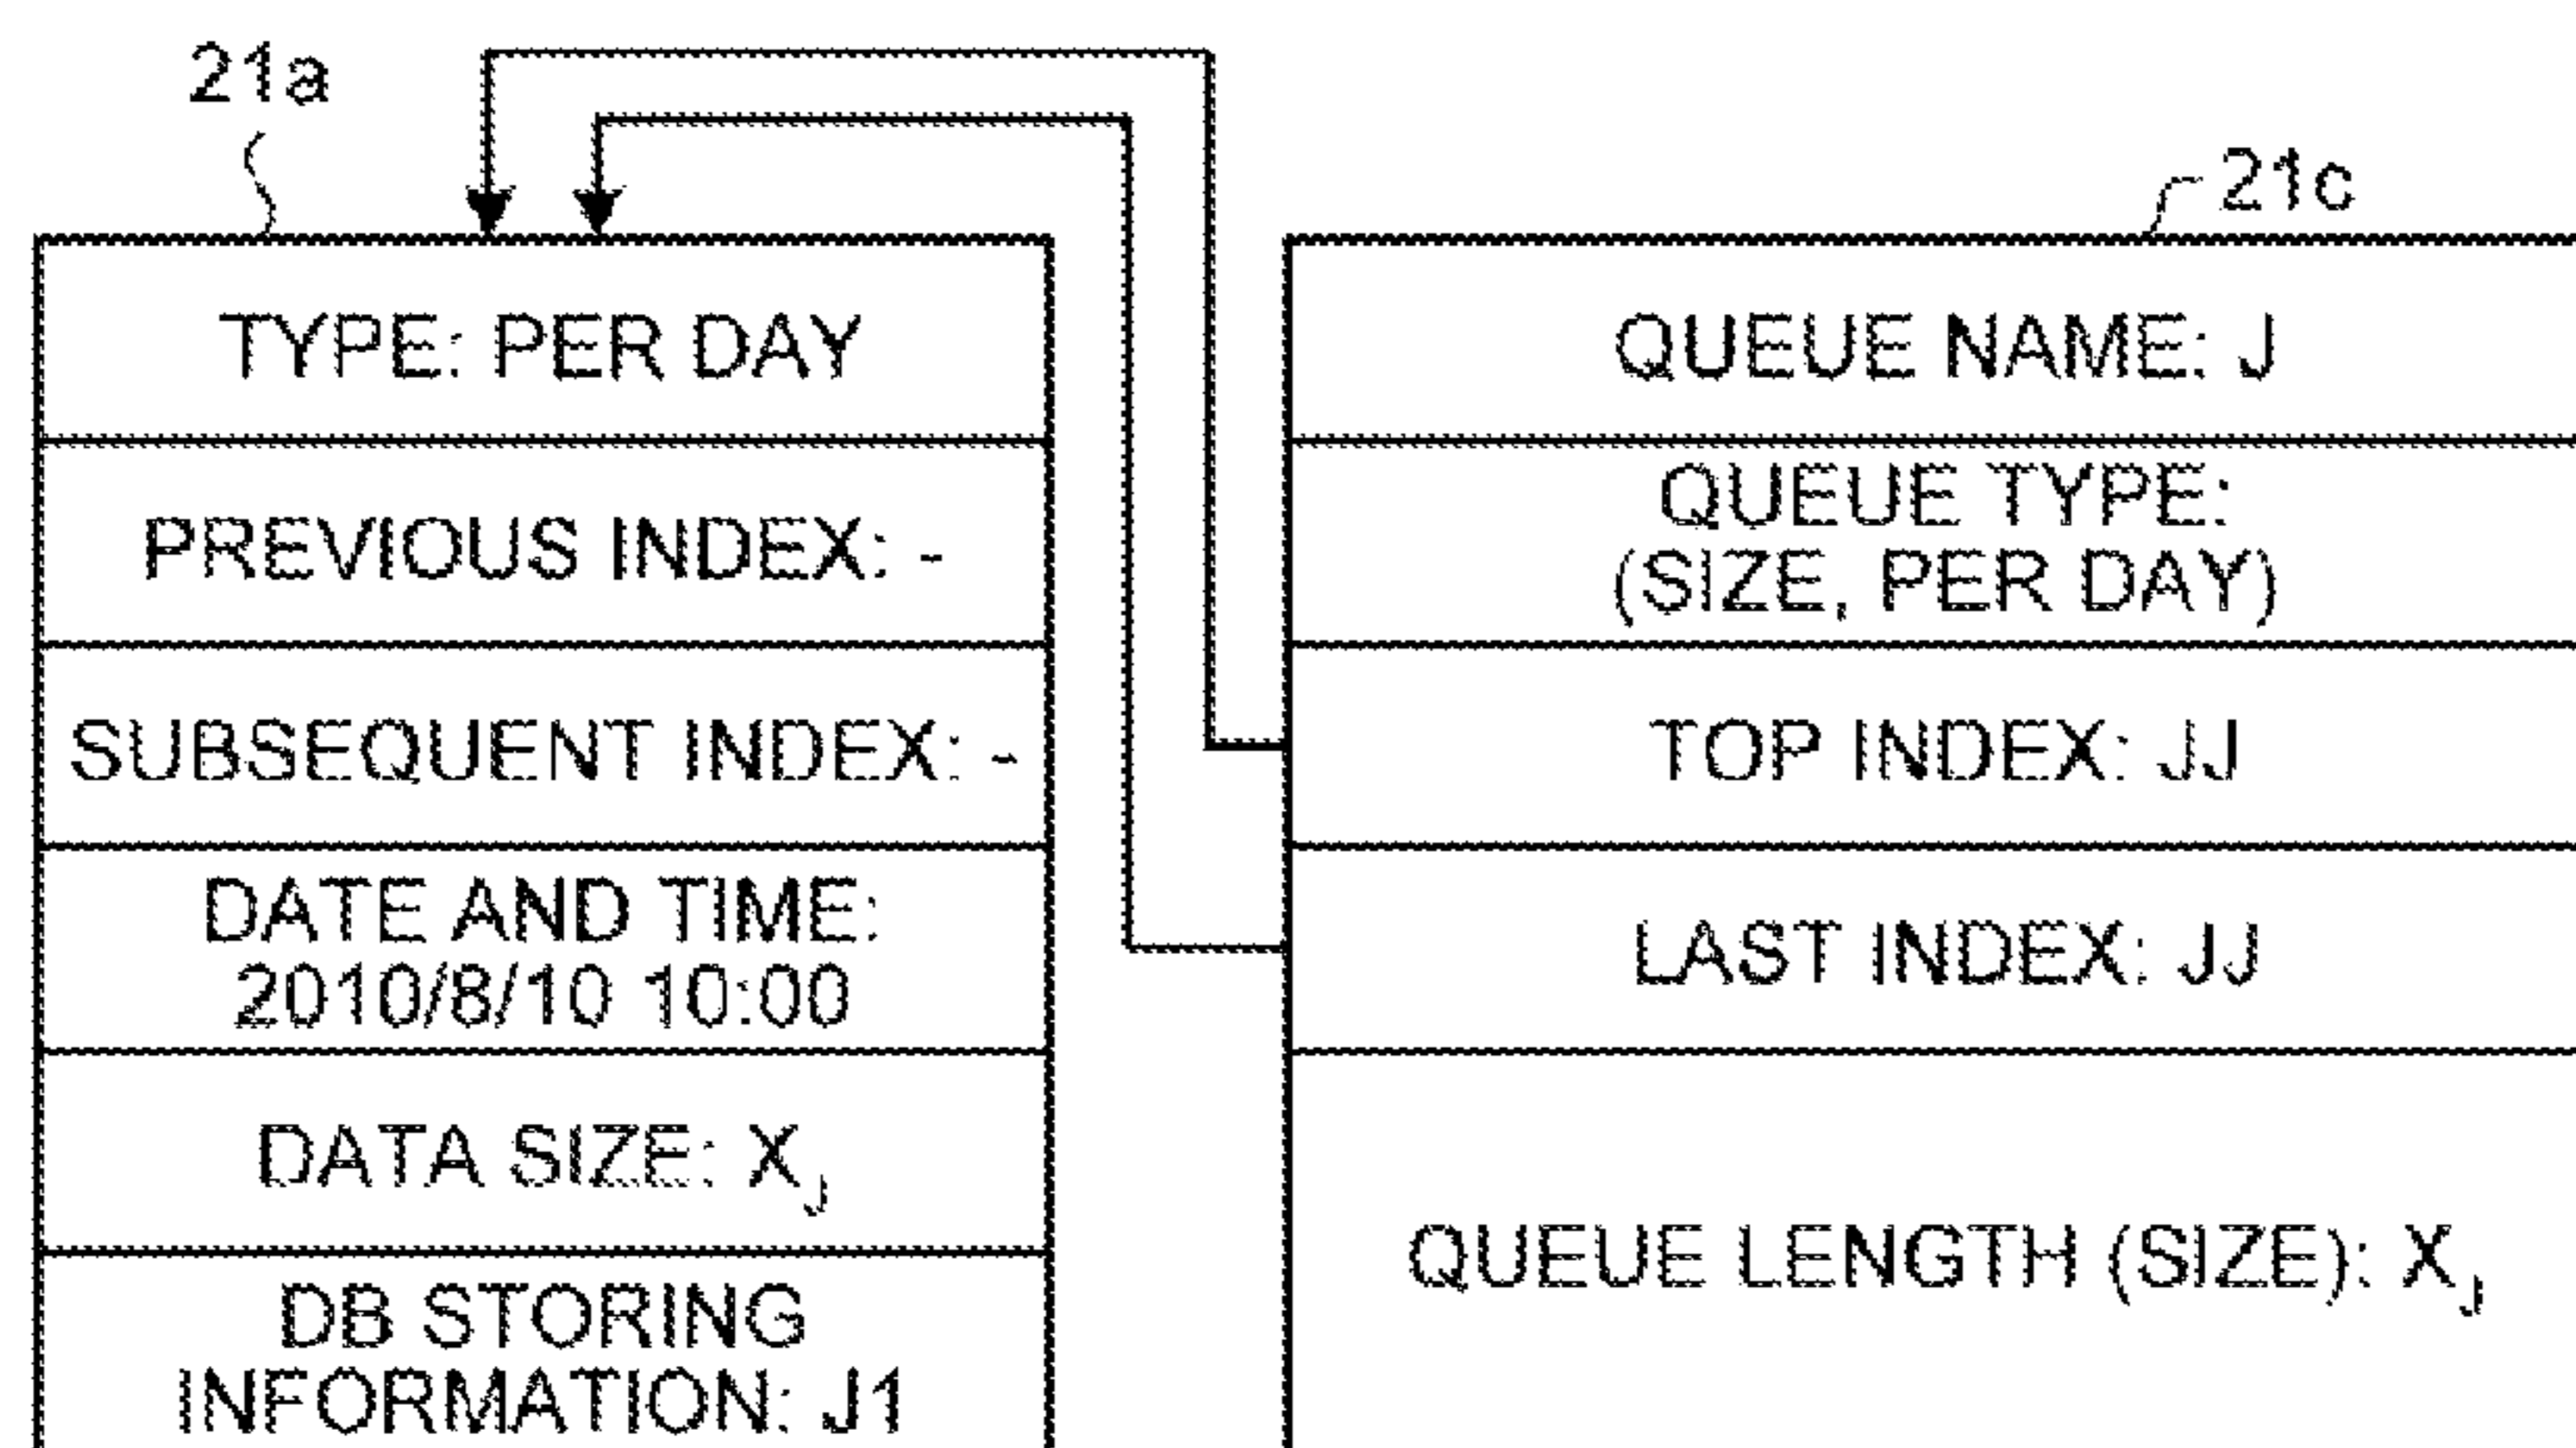 21a
TYPE: PER DAY
PREVIOUS INDEX: -
SUBSEQUENT INDEX: -
DATE AND TIME:
2010/8/10 10:00
DATA SIZE: XJ
DB STORING
INFORMATION: J1
21c
QUEUE NAME: J
QUEUE TYPE:
(SIZE, PER DAY)
TOP INDEX: JJ
LAST INDEX: JJ
QUEUE LENGTH (SIZE): XJ